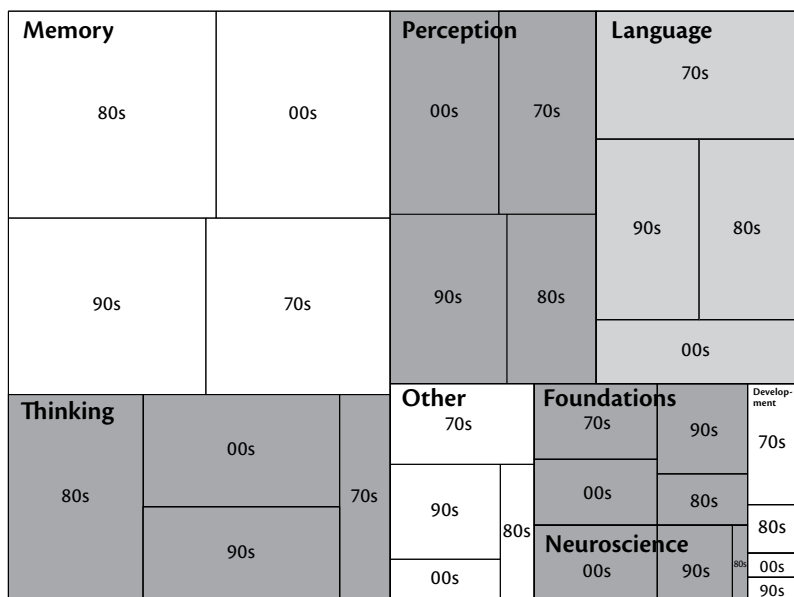 Memory
80s
00s
90s
70s
Perception
00s
70s
90s
80s
Language
70s
90s
80s
00s
Thinking
80s
00s
90s
70s
Other
70s
90s
80s
00s
Foundations
70s
90s
00s
80s
Neuroscience
00s
90s
80s
Develop-
ment
70s
80s
00s
90s